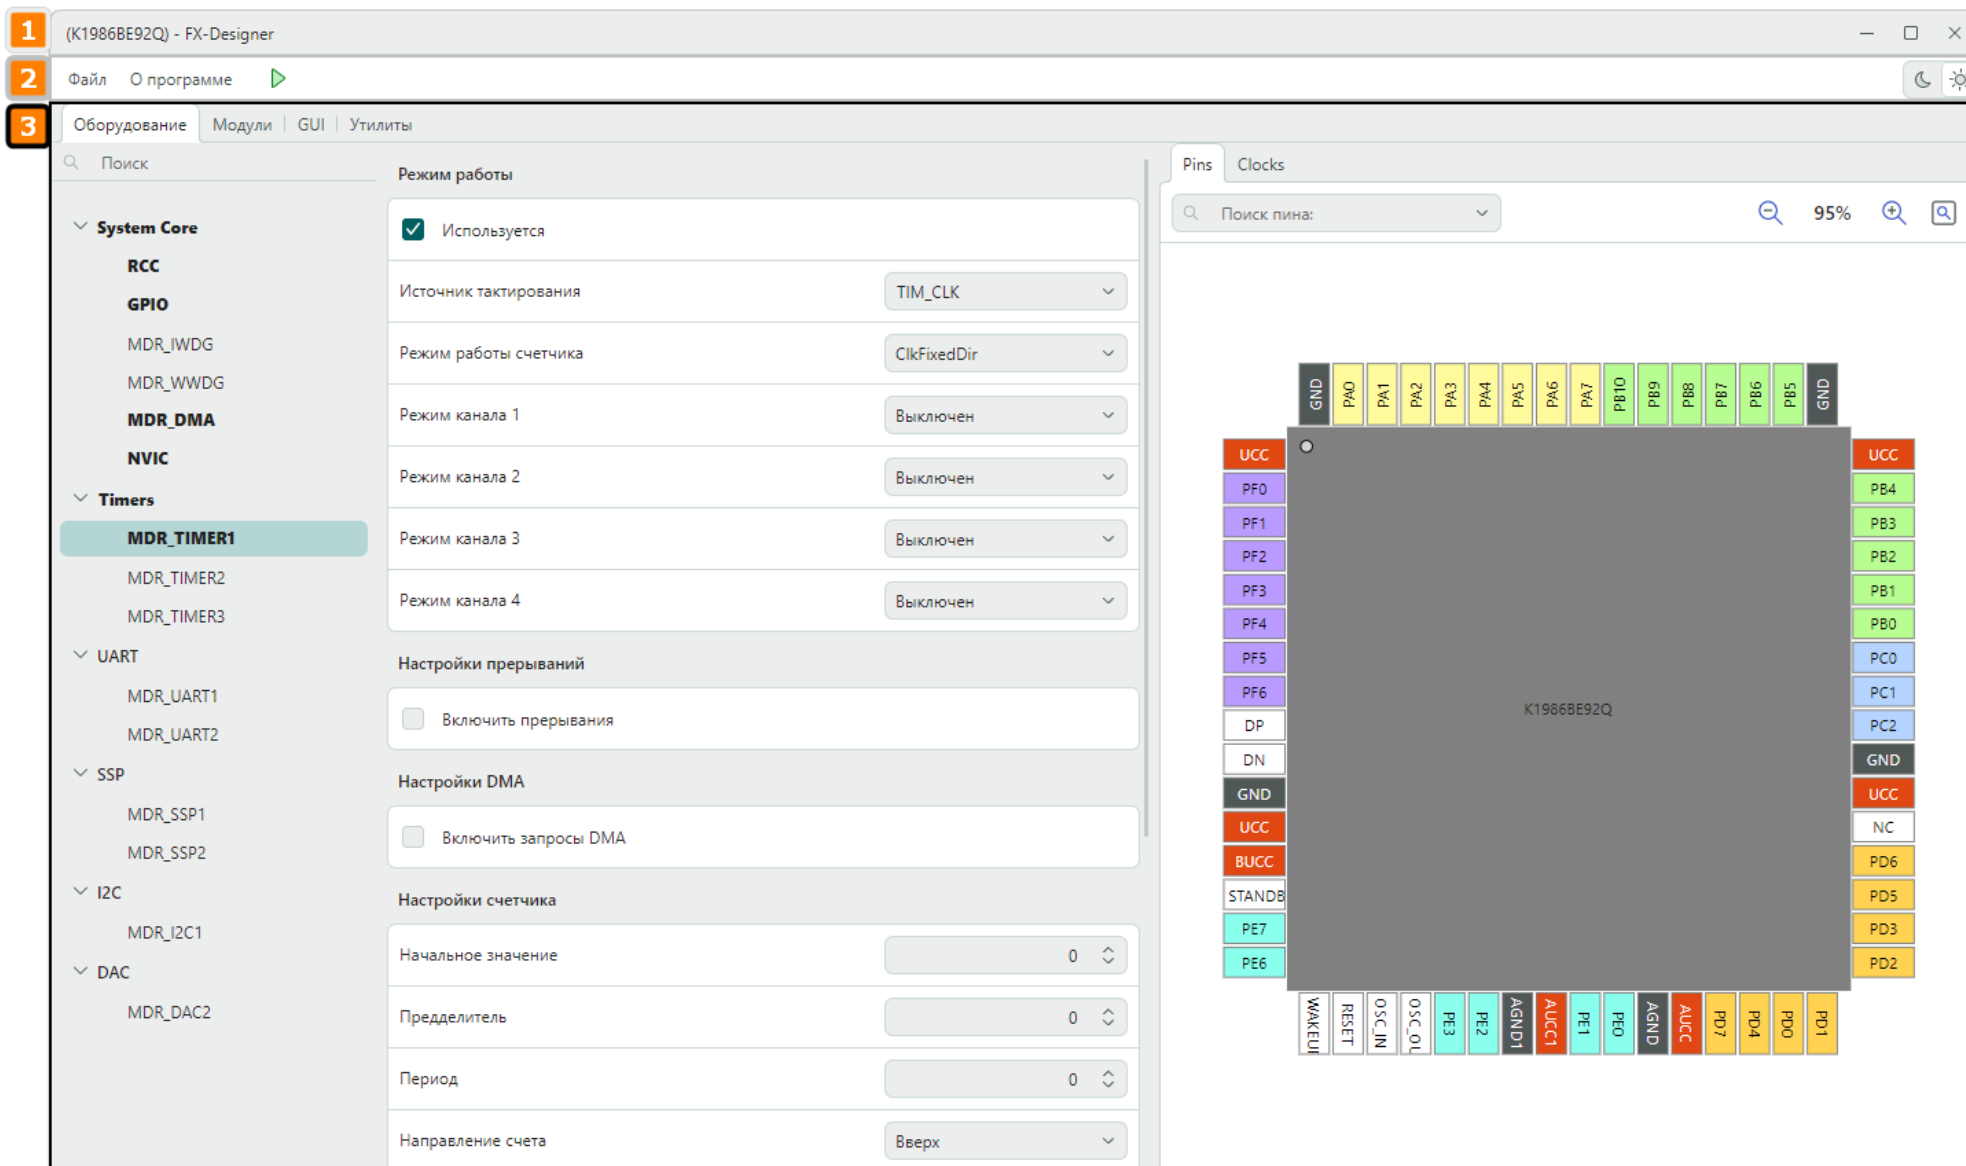 1
(K1986BE92Q) - FX-Designer
2
Файл О программе
3
Оборудование Модули GUI Утилиты
Поиск
System Core
RCC
GPIO
MDR_IWDG
MDR_WWDG
MDR_DMA
NVIC
Timers
MDR_TIMER1
MDR_TIMER2
MDR_TIMER3
UART
MDR_UART1
MDR_UART2
SSP
MDR_SSP1
MDR_SSP2
I2C
MDR_I2C1
DAC
MDR_DAC2
Режим работы
Используется
Источник тактирования TIM_CLK
Режим работы счетчика ClkFixedDir
Режим канала 1 Выключен
Режим канала 2 Выключен
Режим канала 3 Выключен
Режим канала 4 Выключен
Настройки прерываний
Включить прерывания
Настройки DMA
Включить запросы DMA
Настройки счетчика
Начальное значение 0
Предделитель 0
Период 0
Направление счета Вверх
Pins Clocks
Поиск пина: 95%
GND PA0 PA1 PA2 PA3 PA4 PA5 PA6 PA7 PB10 PB9 PB8 PB7 PB6 PB5 GND
UCC
PF0
PF1
PF2
PF3
PF4
PF5
PF6
DP
DN
GND
UCC
BUCC
STANDB
PE7
PE6
K1986BE92Q
UCC
PB4
PB3
PB2
PB1
PB0
PC0
PC1
PC2
GND
UCC
NC
PD6
PD5
PD3
PD2
WAKEUP RESET OSC_IN OSC_OU PE3 PE2 AGND1 AUCC1 PE1 PE0 AGND AUCC PD7 PD4 PD0 PD1